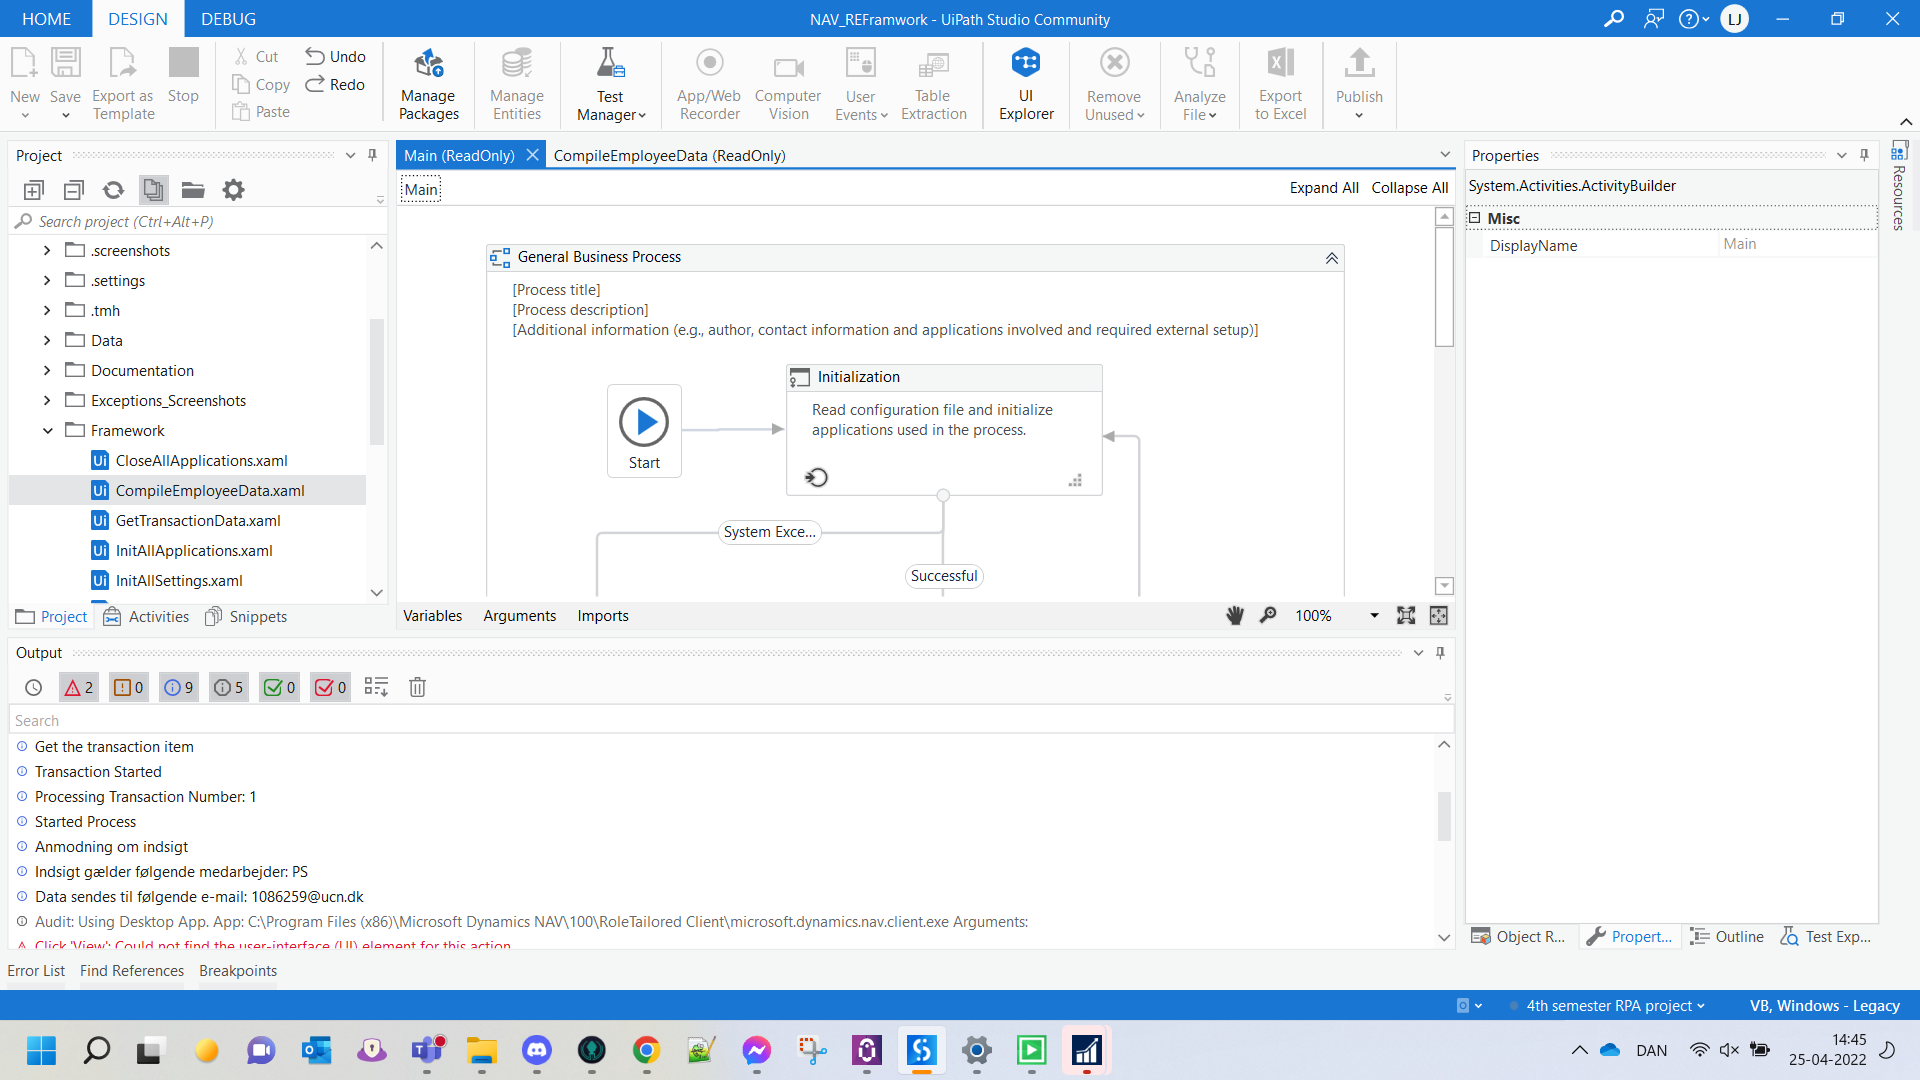 HOME DESIGN DEBUG NAV_REFramwork - UiPath Studio Community LJ
New Save Export as Template Stop
Cut Copy Paste
Undo Redo
Manage Packages
Manage Entities
Test Manager
App/Web Recorder
Computer Vision
User Events
Table Extraction
UI Explorer
Remove Unused
Analyze File
Export to Excel
Publish
Project
Search project (Ctrl+Alt+P)
.screenshots
.settings
.tmh
Data
Documentation
Exceptions_Screenshots
Framework
Ui CloseAllApplications.xaml
Ui CompileEmployeeData.xaml
Ui GetTransactionData.xaml
Ui InitAllApplications.xaml
Ui InitAllSettings.xaml
Project Activities Snippets
Main (ReadOnly) CompileEmployeeData (ReadOnly)
Main Expand All Collapse All
General Business Process
[Process title]
[Process description]
[Additional information (e.g., author, contact information and applications involved and required external setup)]
Start
Initialization
Read configuration file and initialize
applications used in the process.
System Exce...
Successful
Variables Arguments Imports 100%
Properties
System.Activities.ActivityBuilder
Misc
DisplayName Main
Resources
Object R... Propert... Outline Test Exp...
Output
2 0 9 5 0 0
Search
Get the transaction item
Transaction Started
Processing Transaction Number: 1
Started Process
Anmodning om indsigt
Indsigt gælder følgende medarbejder: PS
Data sendes til følgende e-mail: 1086259@ucn.dk
Audit: Using Desktop App. App: C:\Program Files (x86)\Microsoft Dynamics NAV\100\RoleTailored Client\microsoft.dynamics.nav.client.exe Arguments:
Click 'View': Could not find the user-interface (UI) element for this action.
Error List Find References Breakpoints
4th semester RPA project VB, Windows - Legacy
DAN 14:45
25-04-2022